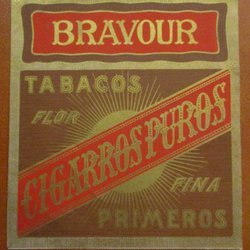 BRAVOUR
TABACOS
FLOR
CIGARROS PUROS
FINA
PRIMEROS